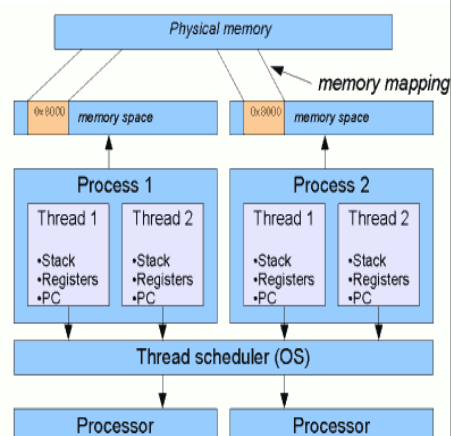 Physical memory
memory mapping
0x8000 memory space
0x8000 memory space
Process 1
Process 2
Thread 1
•Stack
•Registers
•PC
Thread 2
•Stack
•Registers
•PC
Thread 1
•Stack
•Registers
•PC
Thread 2
•Stack
•Registers
•PC
Thread scheduler (OS)
Processor
Processor